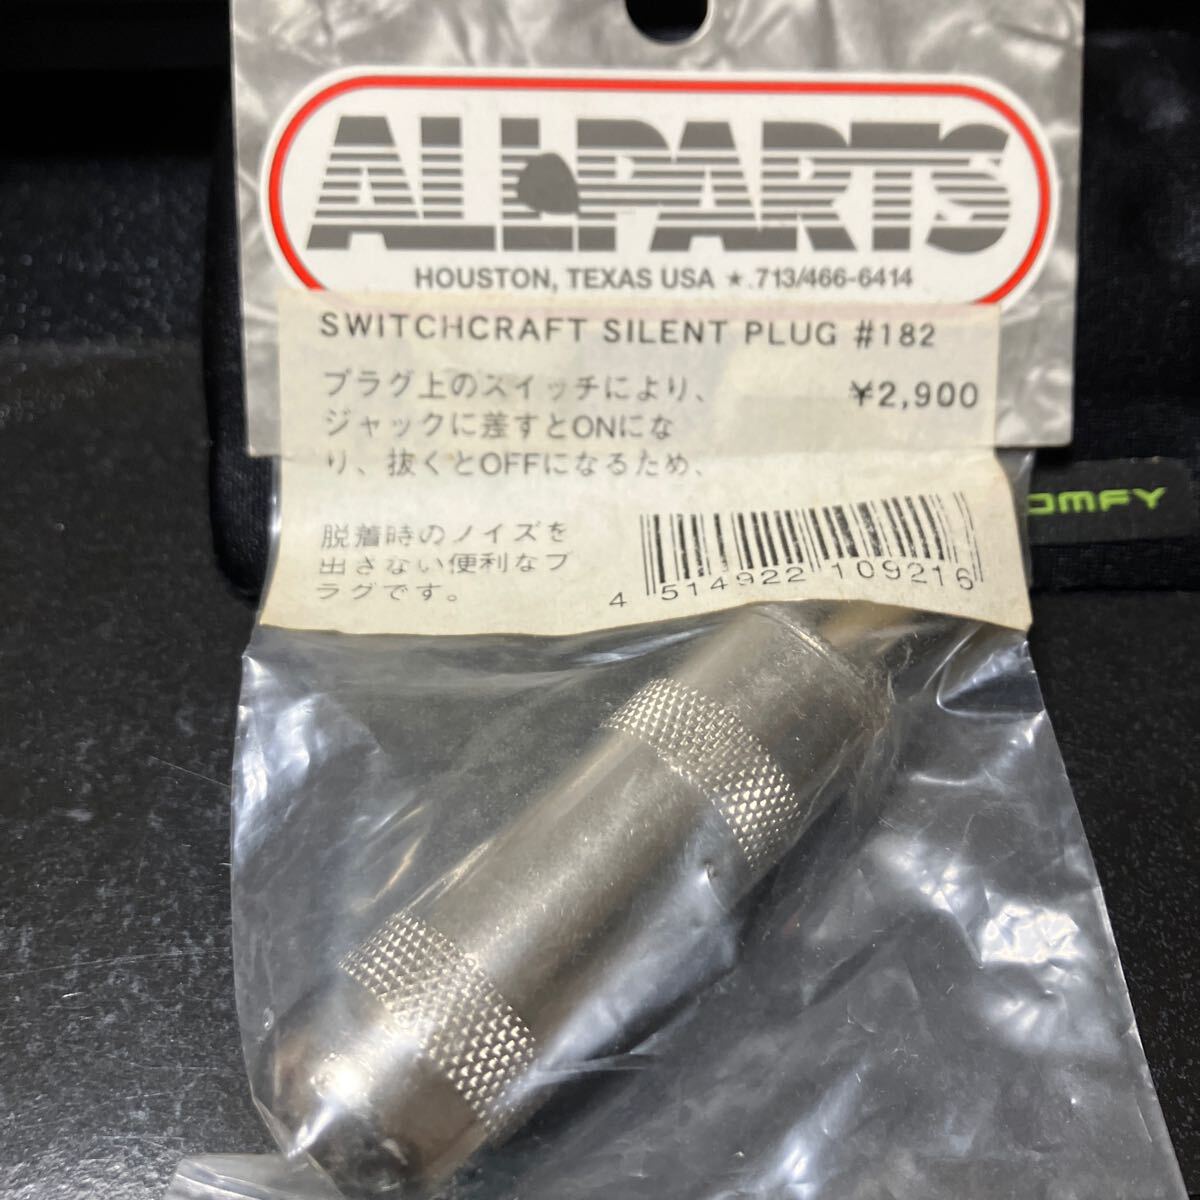 ALLPARTS
HOUSTON, TEXAS USA ★ 713/466-6414
SWITCHCRAFT SILENT PLUG #182
プラグ上のスイッチにより、
¥2,900
ジャックに差すとONにな
り、抜くとOFFになるため、
脱着時のノイズを
出さない便利なプ
ラグです。
4 514922 109216
OMFY